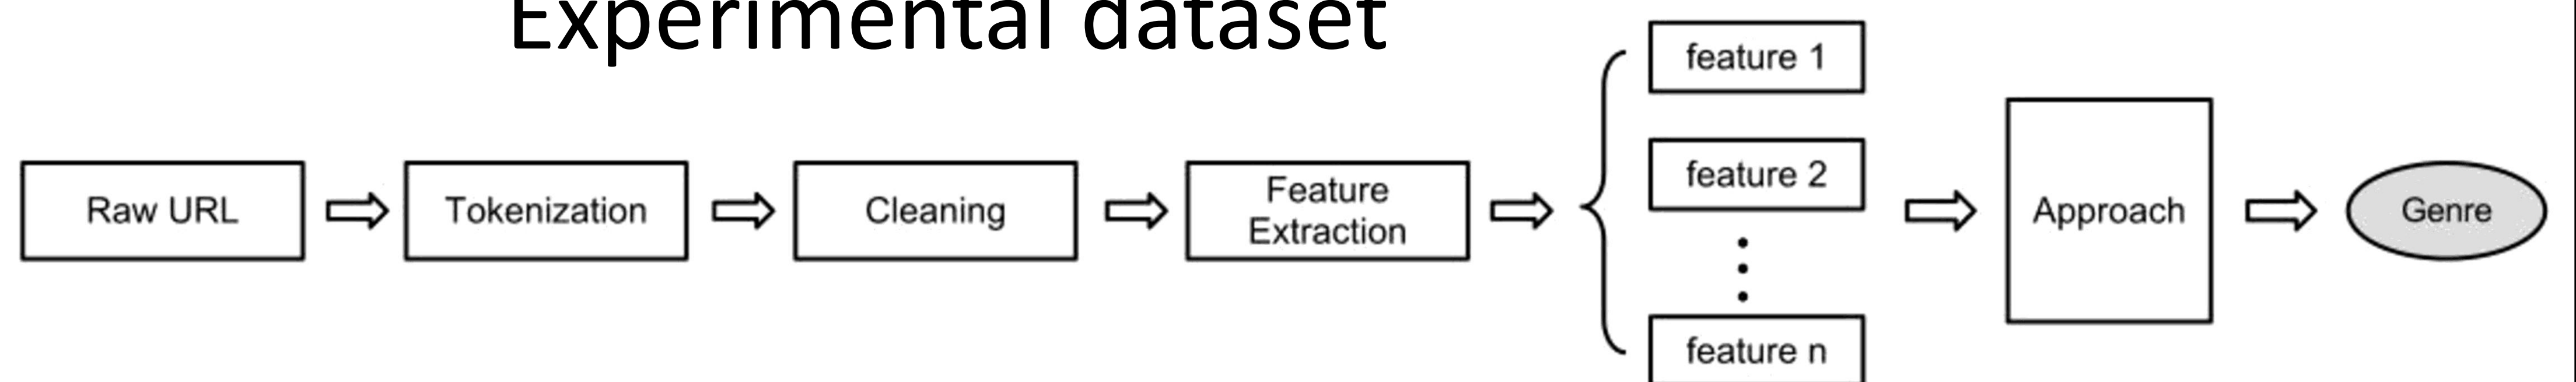 Experimental dataset
Raw URL
Tokenization
Cleaning
Feature
Extraction
feature 1
feature 2
feature n
Approach
Genre